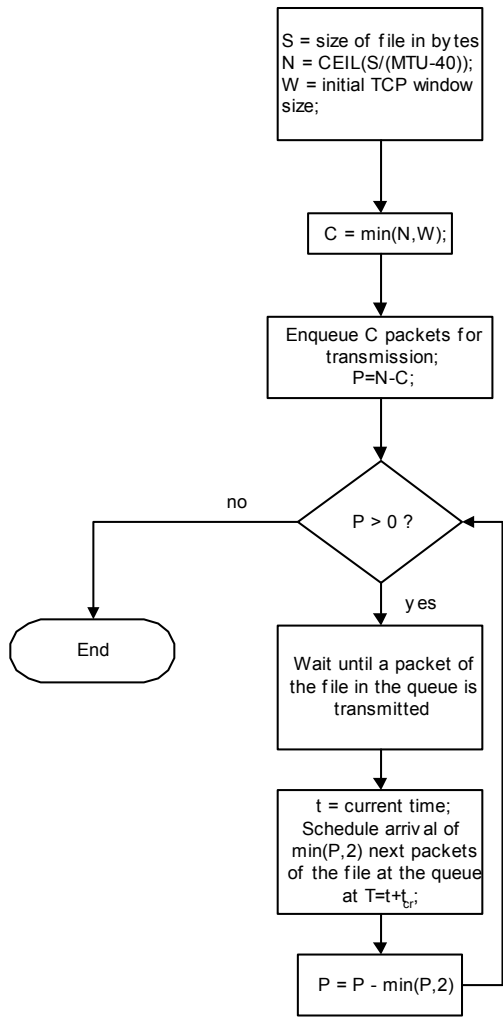 S = size of file in bytes
N = CEIL(S/(MTU-40));
W = initial TCP window
size;
C = min(N,W);
Enqueue C packets for
transmission;
P=N-C;
P > 0 ?
no
yes
End
Wait until a packet of
the file in the queue is
transmitted
t = current time;
Schedule arrival of
min(P,2) next packets
of the file at the queue
at T=t+tcr;
P = P - min(P,2)